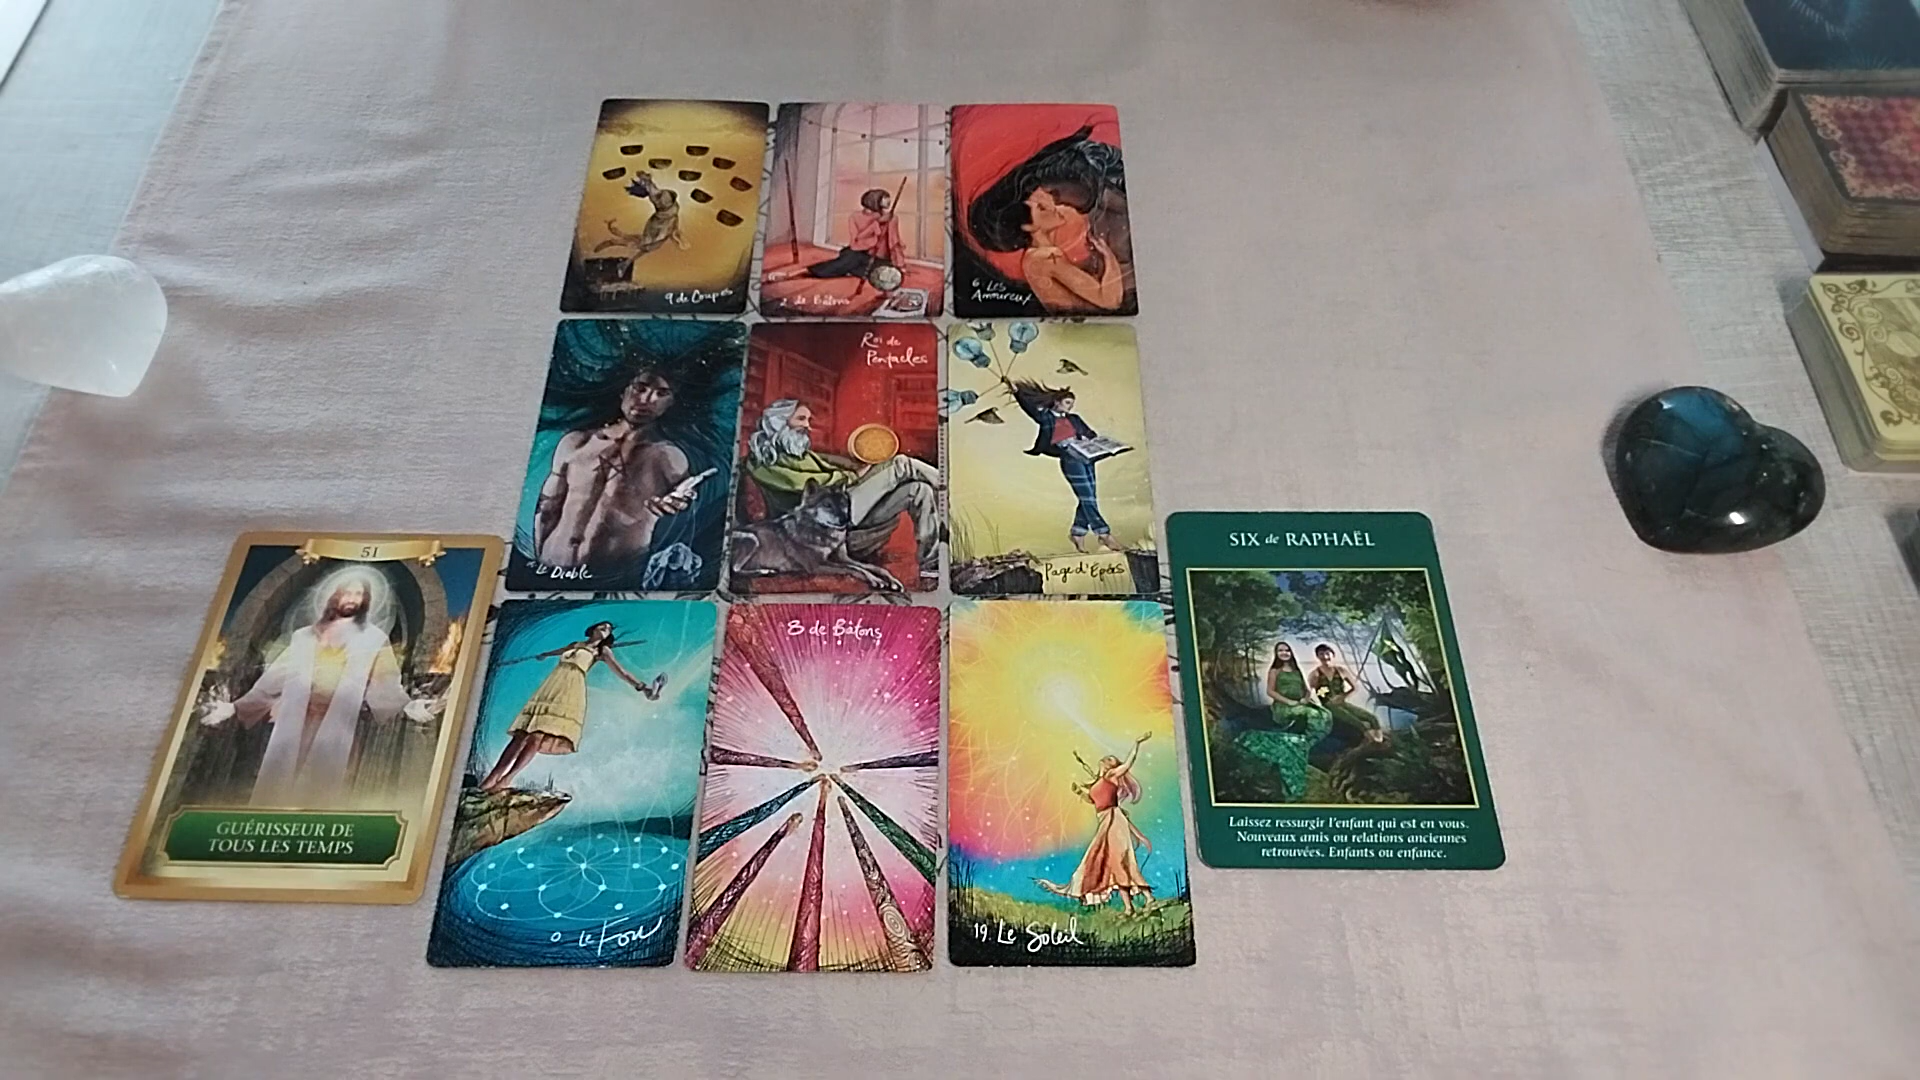 9 de Coupes
2 de Bâtons
6 Les
Amoureux
Le Diable
Roi de
Pentacles
Page d'Epées
51
GUÉRISSEUR DE
TOUS LES TEMPS
0 Le Fou
8 de Bâtons
19. Le Soleil
SIX de RAPHAËL
Laissez ressurgir l'enfant qui est en vous.
Nouveaux amis ou relations anciennes
retrouvées. Enfants ou enfance.